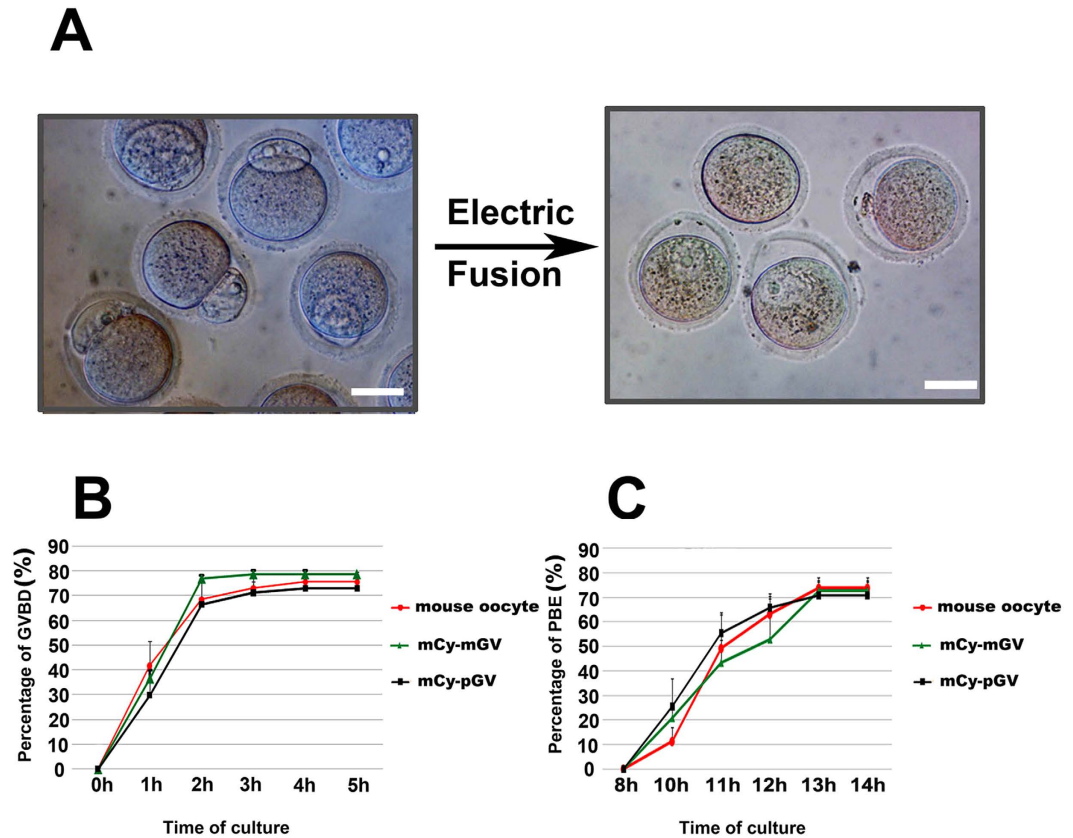 A
Electric
Fusion
B
Percentage of GVBD (%)
90
80
70
60
50
40
30
20
10
0
0h 1h 2h 3h 4h 5h
Time of culture
mouse oocyte
mCy-mGV
mCy-pGV
C
Percentage of PBE (%)
90
80
70
60
50
40
30
20
10
0
8h 10h 11h 12h 13h 14h
Time of culture
mouse oocyte
mCy-mGV
mCy-pGV